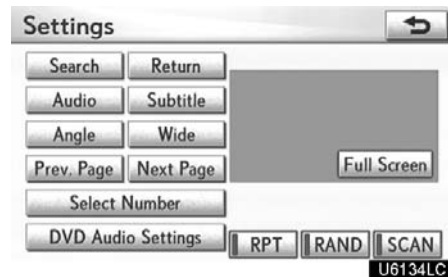 Settings
Search Return
Audio Subtitle
Angle Wide
Prev. Page Next Page Full Screen
Select Number
DVD Audio Settings RPT RAND SCAN
U6134LC